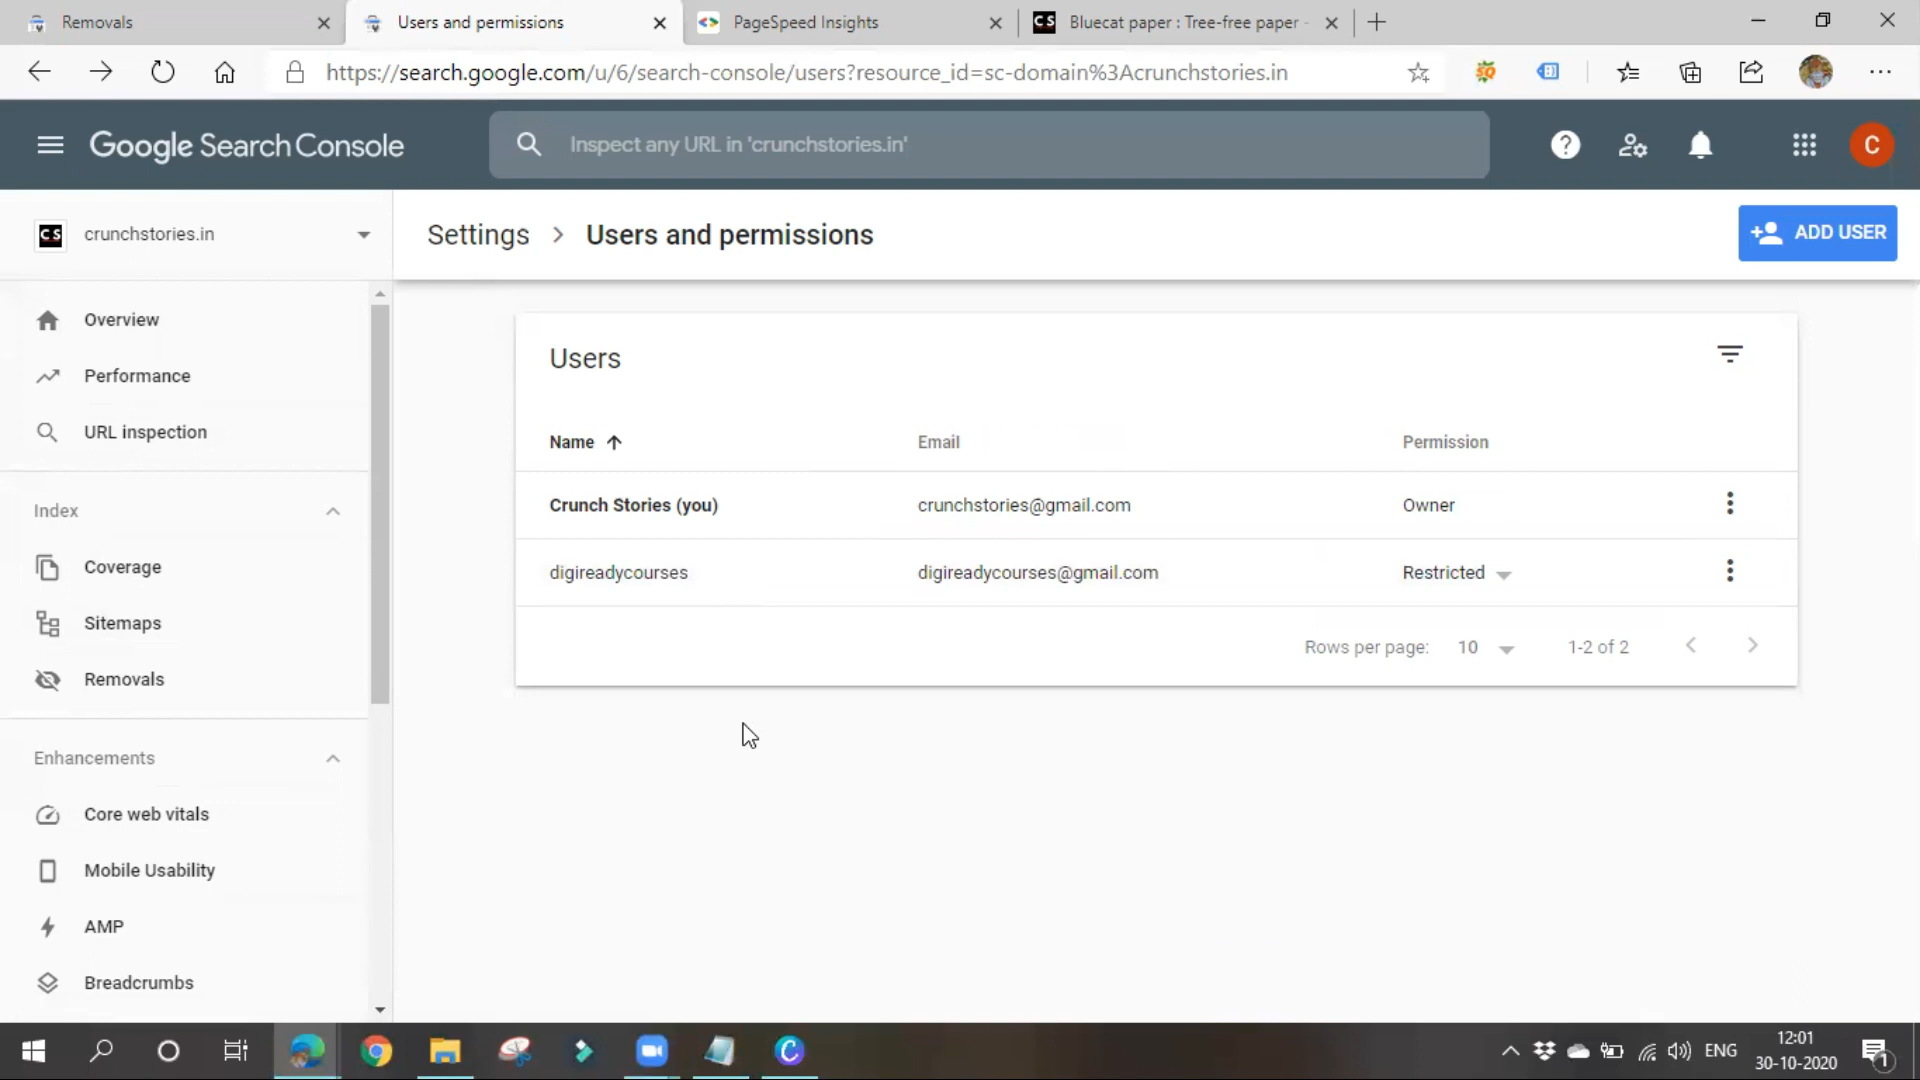 Removals
Users and permissions
PageSpeed Insights
Bluecat paper : Tree-free paper -
https://search.google.com/u/6/search-console/users?resource_id=sc-domain%3Acrunchstories.in
Google Search Console
Inspect any URL in 'crunchstories.in'
C
CS crunchstories.in
Settings > Users and permissions
ADD USER
Overview
Performance
URL inspection
Index
Coverage
Sitemaps
Removals
Enhancements
Core web vitals
Mobile Usability
AMP
Breadcrumbs
Users
Name Email Permission
Crunch Stories (you) crunchstories@gmail.com Owner
digireadycourses digireadycourses@gmail.com Restricted
Rows per page: 10 1-2 of 2
ENG
12:01
30-10-2020
1